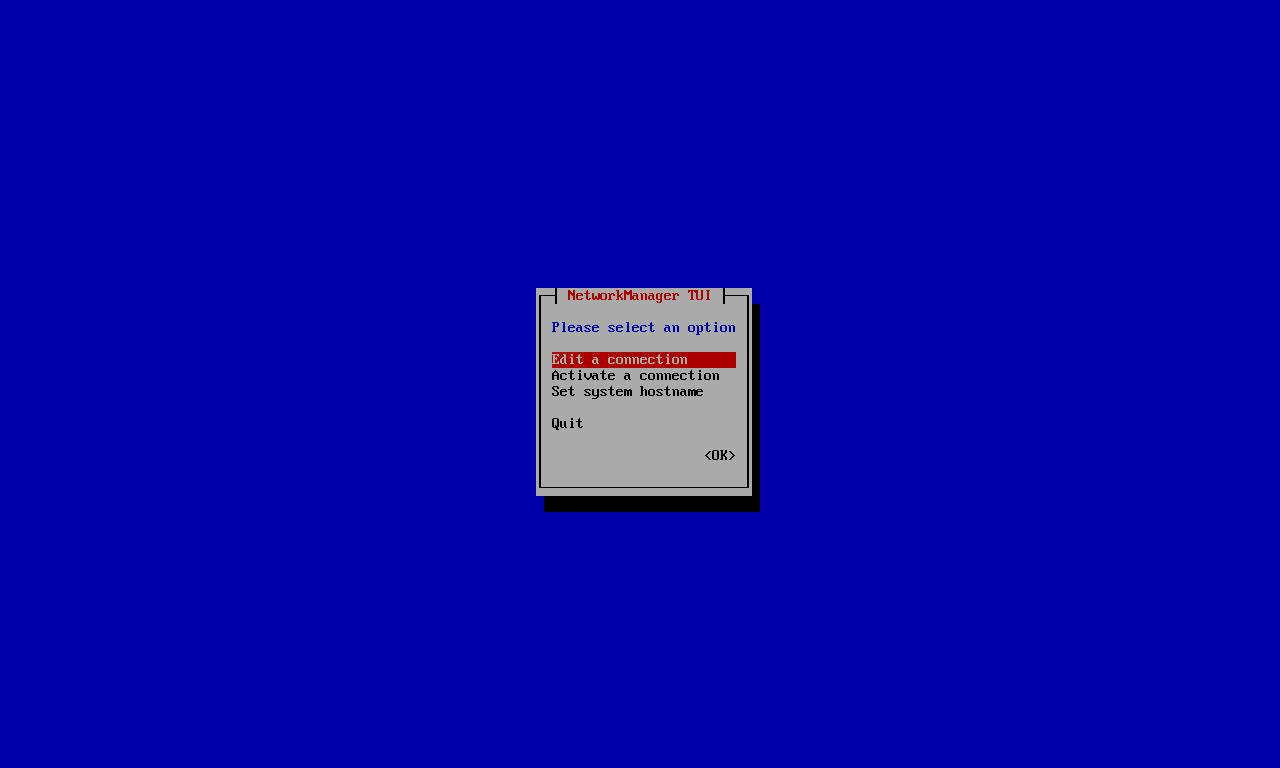 NetworkManager TUI
Please select an option
Edit a connection
Activate a connection
Set system hostname
Quit
<OK>